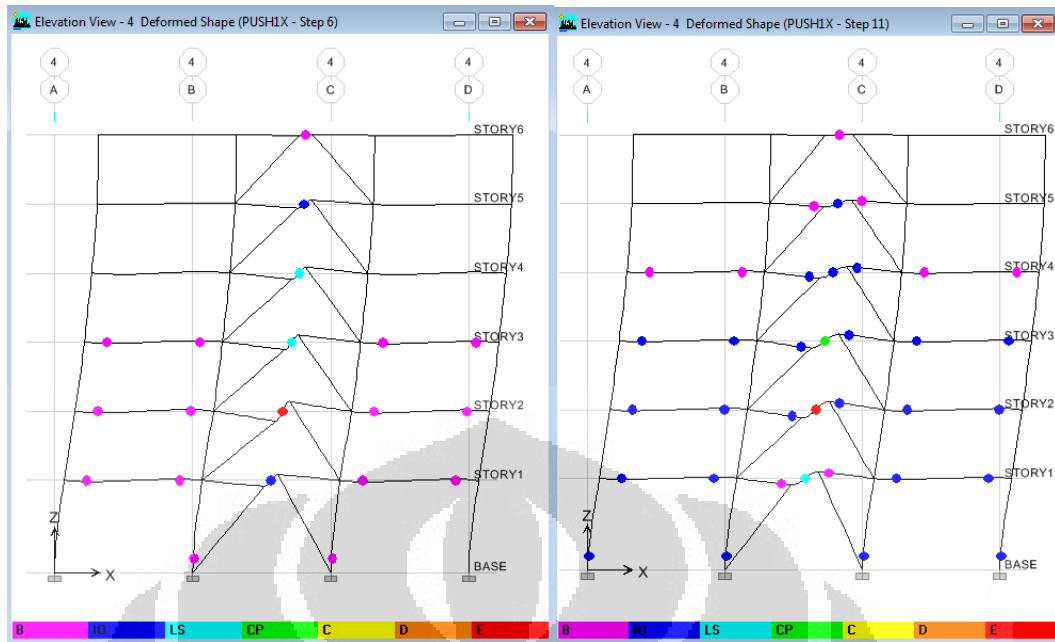 Elevation View - 4 Deformed Shape (PUSH1X - Step 6)
4 4 4 4
A B C D
STORY6
STORY5
STORY4
STORY3
STORY2
STORY1
Z
X
BASE
B IO LS CP C D E
Elevation View - 4 Deformed Shape (PUSH1X - Step 11)
4 4 4 4
A B C D
STORY6
STORY5
STORY4
STORY3
STORY2
STORY1
Z
X
BASE
B IO LS CP C D E